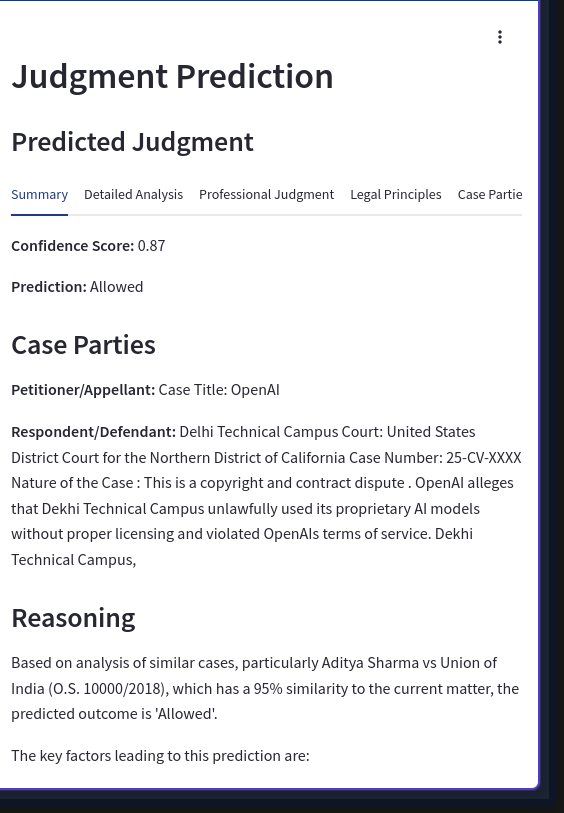 Judgment Prediction
Predicted Judgment
Summary Detailed Analysis Professional Judgment Legal Principles Case Partie
Confidence Score: 0.87
Prediction: Allowed
Case Parties
Petitioner/Appellant: Case Title: OpenAI
Respondent/Defendant: Delhi Technical Campus Court: United States
District Court for the Northern District of California Case Number: 25-CV-XXXX
Nature of the Case : This is a copyright and contract dispute . OpenAI alleges
that Dekhi Technical Campus unlawfully used its proprietary AI models
without proper licensing and violated OpenAIs terms of service. Dekhi
Technical Campus,
Reasoning
Based on analysis of similar cases, particularly Aditya Sharma vs Union of
India (O.S. 10000/2018), which has a 95% similarity to the current matter, the
predicted outcome is 'Allowed'.
The key factors leading to this prediction are: